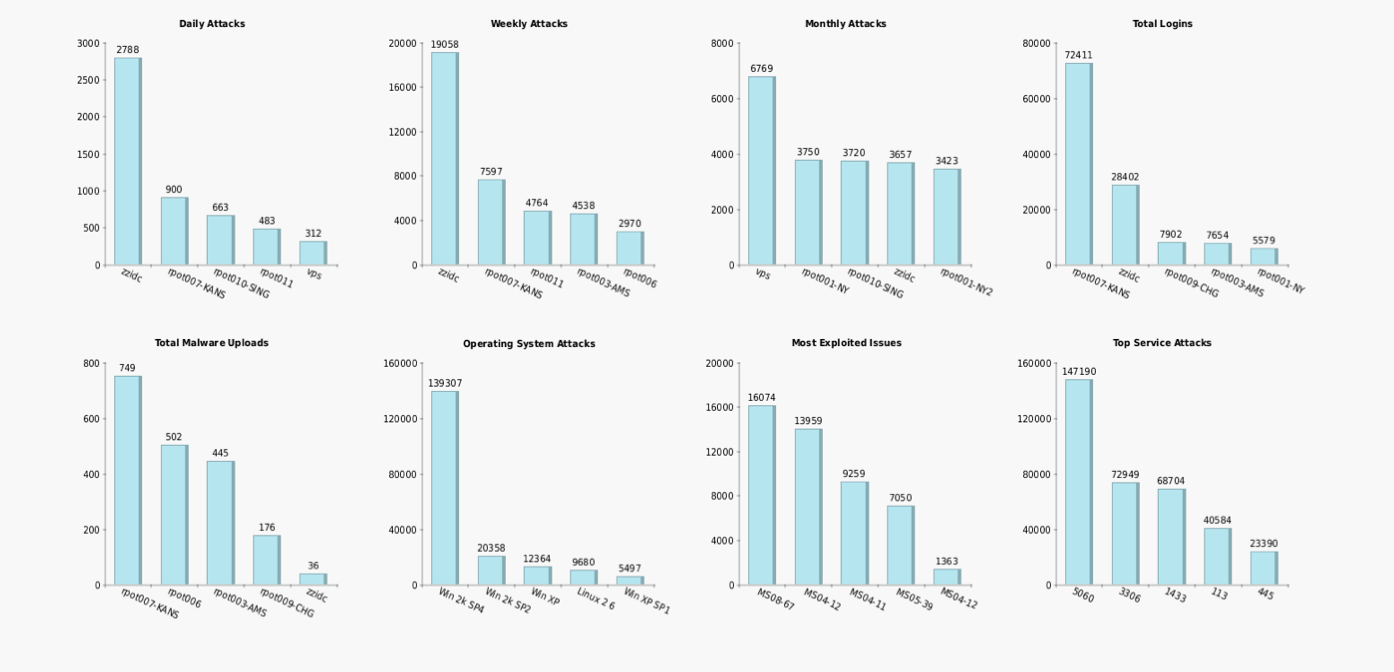 Daily Attacks
3000
2500
2000
1500
1000
500
0
2788
900
663
483
312
zzidc
rpot007-KANS
rpot010-SING
rpot011
vps
Weekly Attacks
20000
16000
12000
8000
4000
0
19058
7597
4764
4538
2970
zzidc
rpot007-KANS
rpot011
rpot003-AMS
rpot006
Monthly Attacks
8000
6000
4000
2000
0
6769
3750
3720
3657
3423
vps
rpot001-NY
rpot010-SING
zzidc
rpot001-NY2
Total Logins
80000
60000
40000
20000
0
72411
28402
7902
7654
5579
rpot007-KANS
zzidc
rpot009-CHG
rpot003-AMS
rpot001-NY
Total Malware Uploads
800
600
400
200
0
749
502
445
176
36
rpot007-KANS
rpot006
rpot003-AMS
rpot009-CHG
zzidc
Operating System Attacks
160000
120000
80000
40000
0
139307
20358
12364
9680
5497
Win 2k SP4
Win 2k SP2
Win XP
Linux 2 6
Win XP SP1
Most Exploited Issues
20000
16000
12000
8000
4000
0
16074
13959
9259
7050
1363
MS08-67
MS04-12
MS04-11
MS05-39
MS04-12
Top Service Attacks
160000
120000
80000
40000
0
147190
72949
68704
40584
23390
5060
3306
1433
113
445